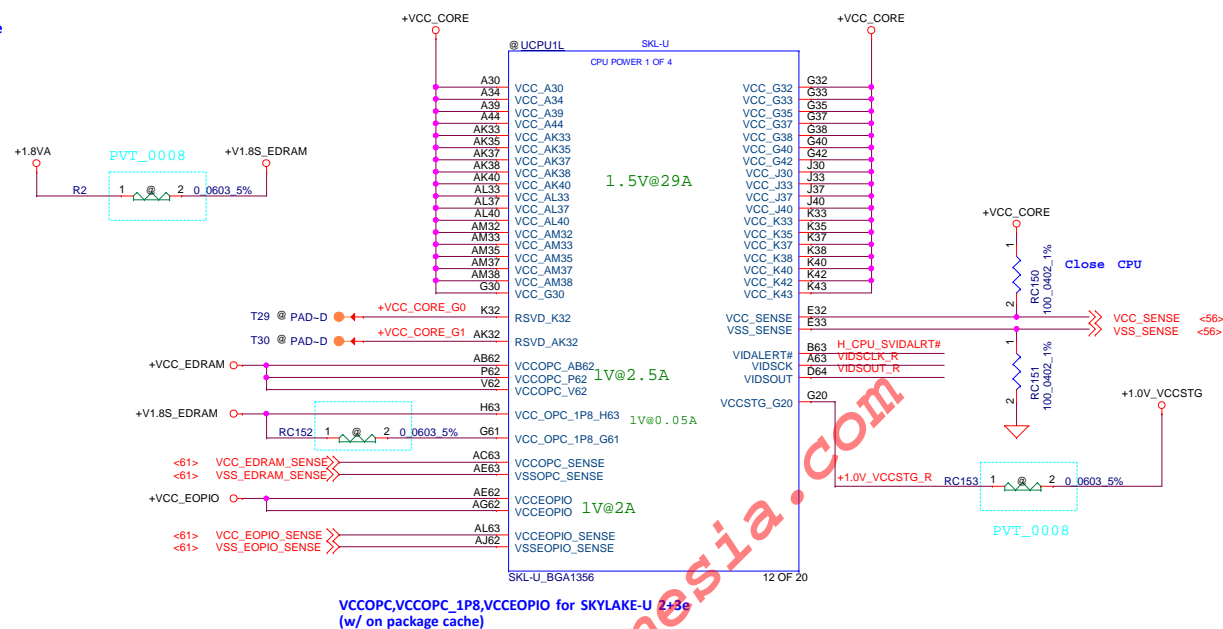 e
+VCC_CORE
+VCC_CORE
@ UCPU1L SKL-U
CPU POWER 1 OF 4
A30 VCC_A30 VCC_G32 G32
A34 VCC_A34 VCC_G33 G33
A39 VCC_A39 VCC_G35 G35
A44 VCC_A44 VCC_G37 G37
AK33 VCC_AK33 VCC_G38 G38
AK35 VCC_AK35 VCC_G40 G40
AK37 VCC_AK37 VCC_G42 G42
AK38 VCC_AK38 VCC_J30 J30
AK40 VCC_AK40 VCC_J33 J33
AL33 VCC_AL33 VCC_J37 J37
AL37 VCC_AL37 VCC_J40 J40
AL40 VCC_AL40 VCC_K33 K33
AM32 VCC_AM32 VCC_K35 K35
AM33 VCC_AM33 VCC_K37 K37
AM35 VCC_AM35 VCC_K38 K38
AM37 VCC_AM37 VCC_K40 K40
AM38 VCC_AM38 VCC_K42 K42
G30 VCC_G30 VCC_K43 K43
1.5V@29A
+1.8VA PVT_0008 +V1.8S_EDRAM
R2 1 @ 2 0_0603_5%
T29 @ PAD~D +VCC_CORE_G0 K32 RSVD_K32
T30 @ PAD~D +VCC_CORE_G1 AK32 RSVD_AK32
+VCC_EDRAM AB62 VCCOPC_AB62
P62 VCCOPC_P62
V62 VCCOPC_V62
1V@2.5A
+V1.8S_EDRAM H63 VCC_OPC_1P8_H63
1V@0.05A
RC152 1 @ 2 0_0603_5% G61 VCC_OPC_1P8_G61
<61> VCC_EDRAM_SENSE AC63 VCCOPC_SENSE
<61> VSS_EDRAM_SENSE AE63 VSSOPC_SENSE
+VCC_EOPIO AE62 VCCEOPIO
AG62 VCCEOPIO
1V@2A
<61> VCC_EOPIO_SENSE AL63 VCCEOPIO_SENSE
<61> VSS_EOPIO_SENSE AJ62 VSSEOPIO_SENSE
+VCC_CORE
1
RC150
100_0402_1%
2
Close CPU
VCC_SENSE E32 VCC_SENSE <56>
VSS_SENSE E33 VSS_SENSE <56>
1
RC151
100_0402_1%
2
VIDALERT# B63 H_CPU_SVIDALRT#
VIDSCK A63 VIDSCLK_R
VIDSOUT D64 VIDSOUT_R
VCCSTG_G20 G20
+1.0V_VCCSTG
+1.0V_VCCSTG_R RC153 1 @ 2 0_0603_5%
PVT_0008
SKL-U_BGA1356 12 OF 20
VCCOPC,VCCOPC_1P8,VCCEOPIO for SKYLAKE-U 2+3e
(w/ on package cache)
nesia.com